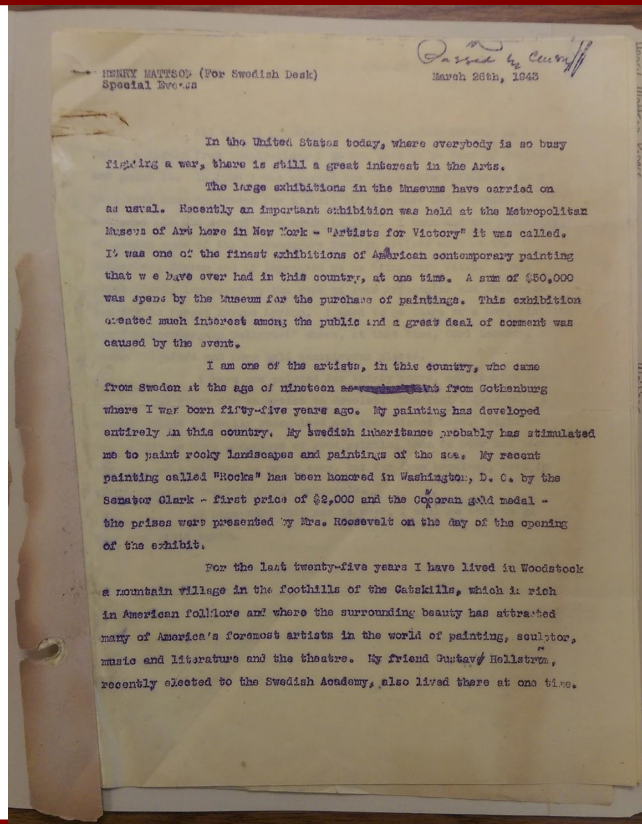 Passed by
HENRY MATTSON (For Swedish Desk)
March 26th, 1943
Special Events
In the United States today, where everybody is so busy
fighting a war, there is still a great interest in the Arts.
The large exhibitions in the Museums have carried on
as usual. Recently an important exhibition was held at the Metropolitan
Museum of Art here in New York - "Artists for Victory" it was called.
It was one of the finest exhibitions of American contemporary painting
that w e have ever had in this country, at one time. A sum of $50,000
was spent by the Museum for the purchase of paintings. This exhibition
created much interest among the public and a great deal of comment was
caused by the event.
I am one of the artists, in this country, who came
from Sweden at the age of nineteen from Gothenburg
where I was born fifty-five years ago. My painting has developed
entirely in this country. My Swedish inheritance probably has stimulated
me to paint rocky landscapes and paintings of the sea. My recent
painting called "Rocks" has been honored in Washington, D. C. by the
Senator Clark - first price of $2,000 and the Corcoran gold medal -
the prises were presented by Mrs. Roosevelt on the day of the opening
of the exhibit.
For the last twenty-five years I have lived in Woodstock
a mountain village in the foothills of the Catskills, which is rich
in American folklore and where the surrounding beauty has attracted
many of America's foremost artists in the world of painting, sculptor,
music and literature and the theatre. My friend Gustaf Hellström,
recently elected to the Swedish Academy, also lived there at one time.